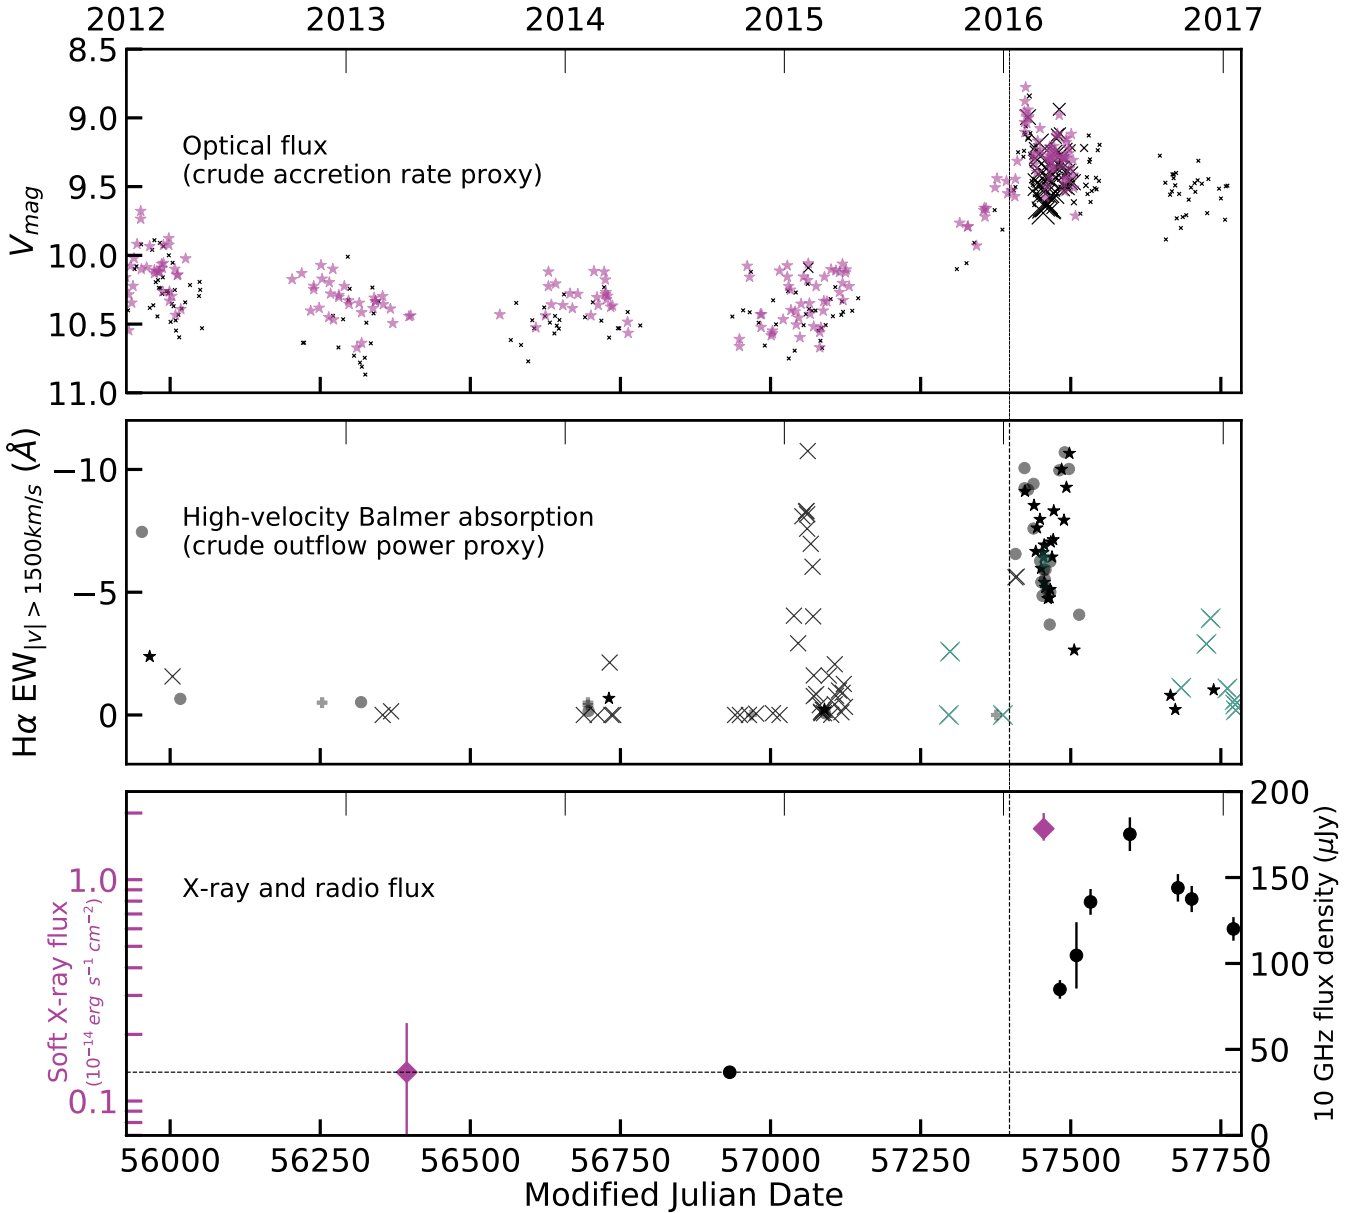 2012 2013 2014 2015 2016 2017
8.5
9.0
9.5
10.0
10.5
11.0
V_mag
Optical flux
(crude accretion rate proxy)
−10
−5
0
Hα EW_|v|>1500km/s (Å)
High-velocity Balmer absorption
(crude outflow power proxy)
1.0
0.1
Soft X-ray flux
(10⁻¹⁴ erg s⁻¹ cm⁻²)
X-ray and radio flux
200
150
100
50
0
10 GHz flux density (μJy)
56000 56250 56500 56750 57000 57250 57500 57750
Modified Julian Date